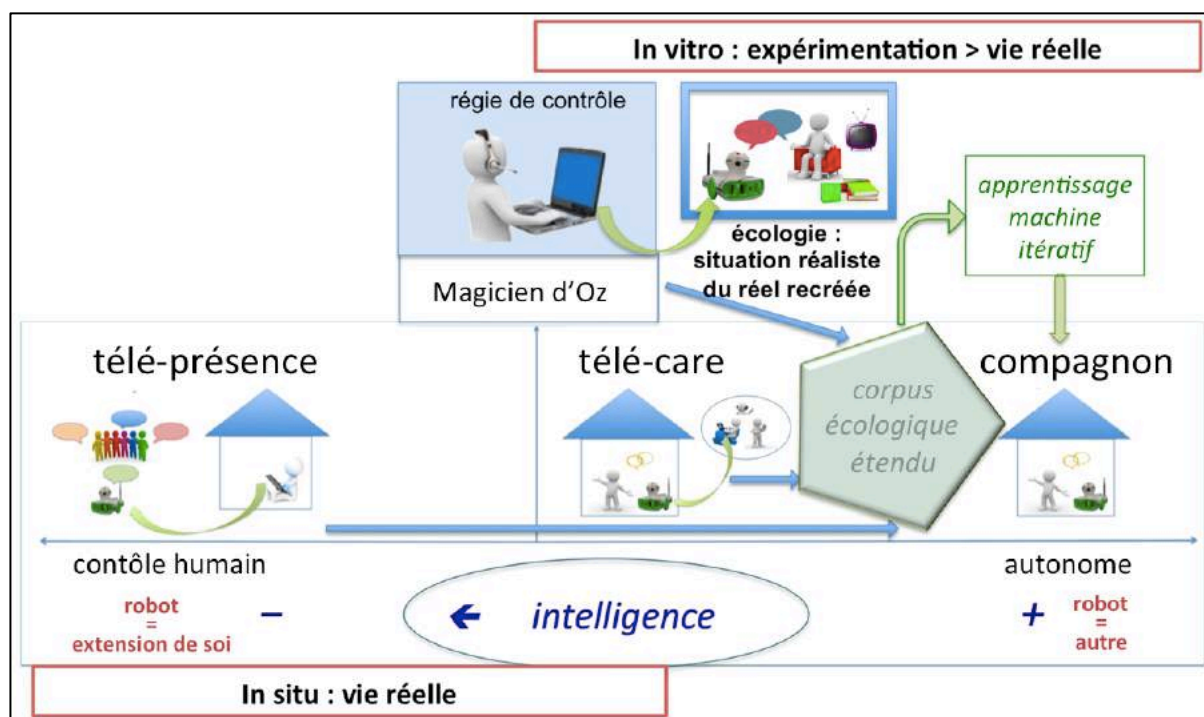 In vitro : expérimentation > vie réelle
régie de contrôle
Magicien d'Oz
écologie :
situation réaliste
du réel recréée
apprentissage
machine
itératif
télé-présence
télé-care
corpus
écologique
étendu
compagnon
contôle humain
autonome
robot
=
extension de soi
−
← intelligence
+
robot
=
autre
In situ : vie réelle